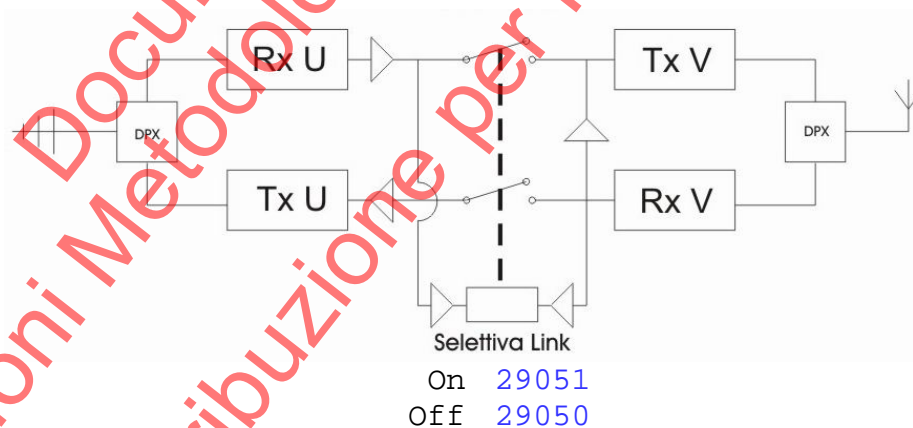 Rx U
Tx V
DPX
DPX
Tx U
Rx V
Selettiva Link
On 29051
Off 29050